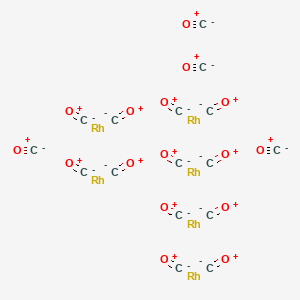 O+ C-
O+ C-
O+ C- -C O+ O+ C- -C O+
Rh Rh
O+ C- O+ C- -C O+ O+ C-
O+ C- -C O+ Rh
Rh
O+ C- -C O+
Rh
O+ C- -C O+
Rh